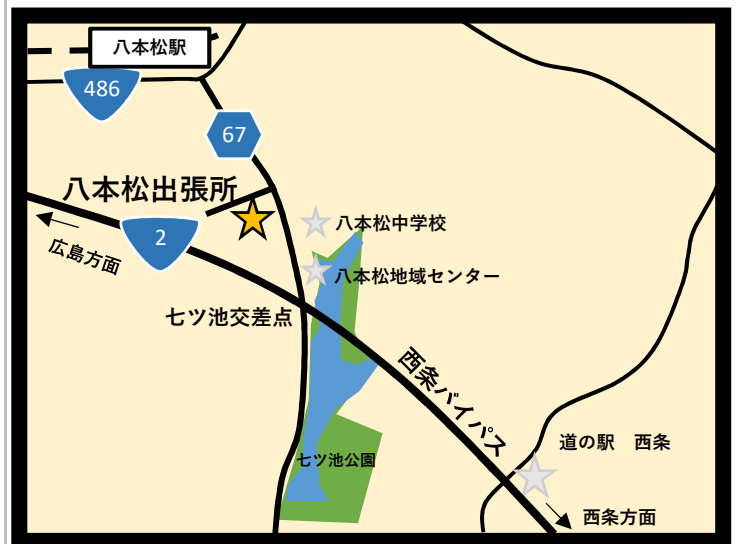 八本松駅
486
67
八本松出張所
2
広島方面
八本松中学校
八本松地域センター
七ツ池交差点
西条バイパス
道の駅　西条
七ツ池公園
西条方面